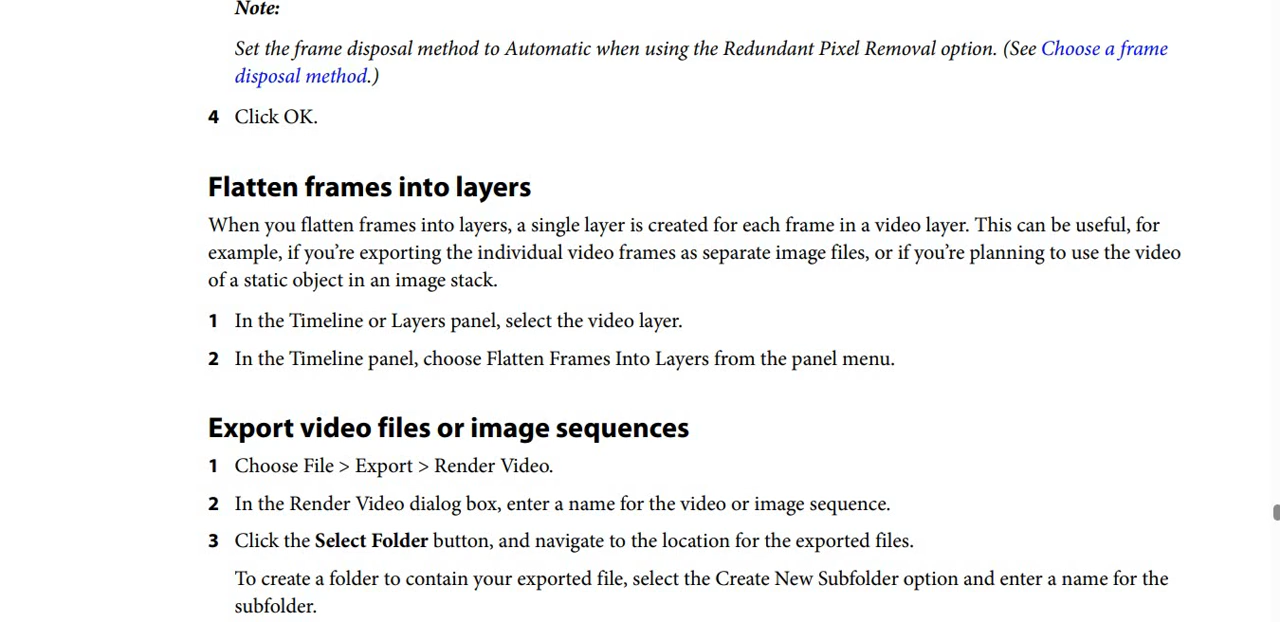 Note:
Set the frame disposal method to Automatic when using the Redundant Pixel Removal option. (See Choose a frame
disposal method.)
4 Click OK.
Flatten frames into layers
When you flatten frames into layers, a single layer is created for each frame in a video layer. This can be useful, for
example, if you're exporting the individual video frames as separate image files, or if you're planning to use the video
of a static object in an image stack.
1 In the Timeline or Layers panel, select the video layer.
2 In the Timeline panel, choose Flatten Frames Into Layers from the panel menu.
Export video files or image sequences
1 Choose File > Export > Render Video.
2 In the Render Video dialog box, enter a name for the video or image sequence.
3 Click the Select Folder button, and navigate to the location for the exported files.
To create a folder to contain your exported file, select the Create New Subfolder option and enter a name for the
subfolder.